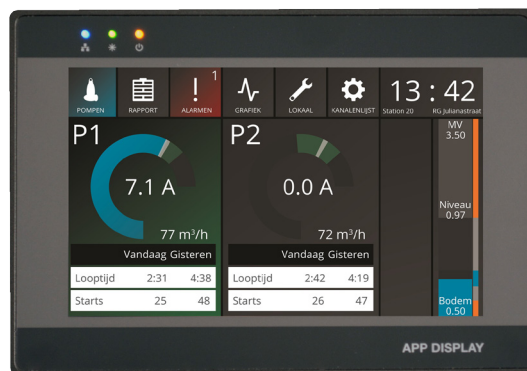 POMPEN
RAPPORT
! 1
ALARMEN
GRAFIEK
LOKAAL
KANALENLIJST
13 : 42
Station 20 RG Julianastraat
P1
7.1 A
77 m³/h
Vandaag Gisteren
Looptijd 2:31 4:38
Starts 25 48
P2
0.0 A
72 m³/h
Vandaag Gisteren
Looptijd 2:42 4:19
Starts 26 47
MV
3.50
Niveau
0.97
Bodem
0.50
APP DISPLAY